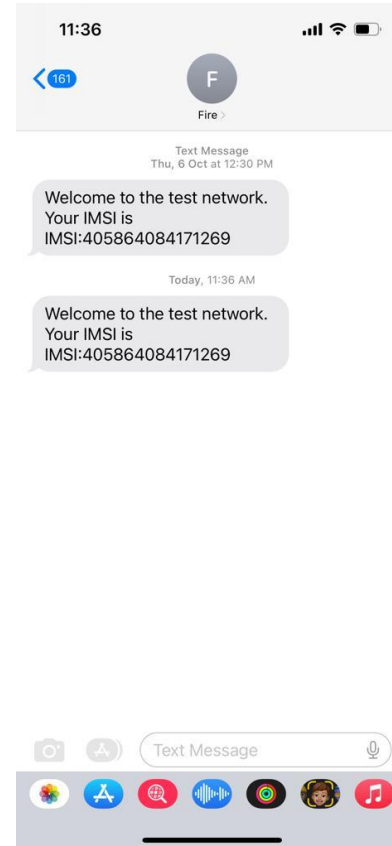 11:36
161
F
Fire
Text Message
Thu, 6 Oct at 12:30 PM
Welcome to the test network.
Your IMSI is
IMSI:405864084171269
Today, 11:36 AM
Welcome to the test network.
Your IMSI is
IMSI:405864084171269
Text Message